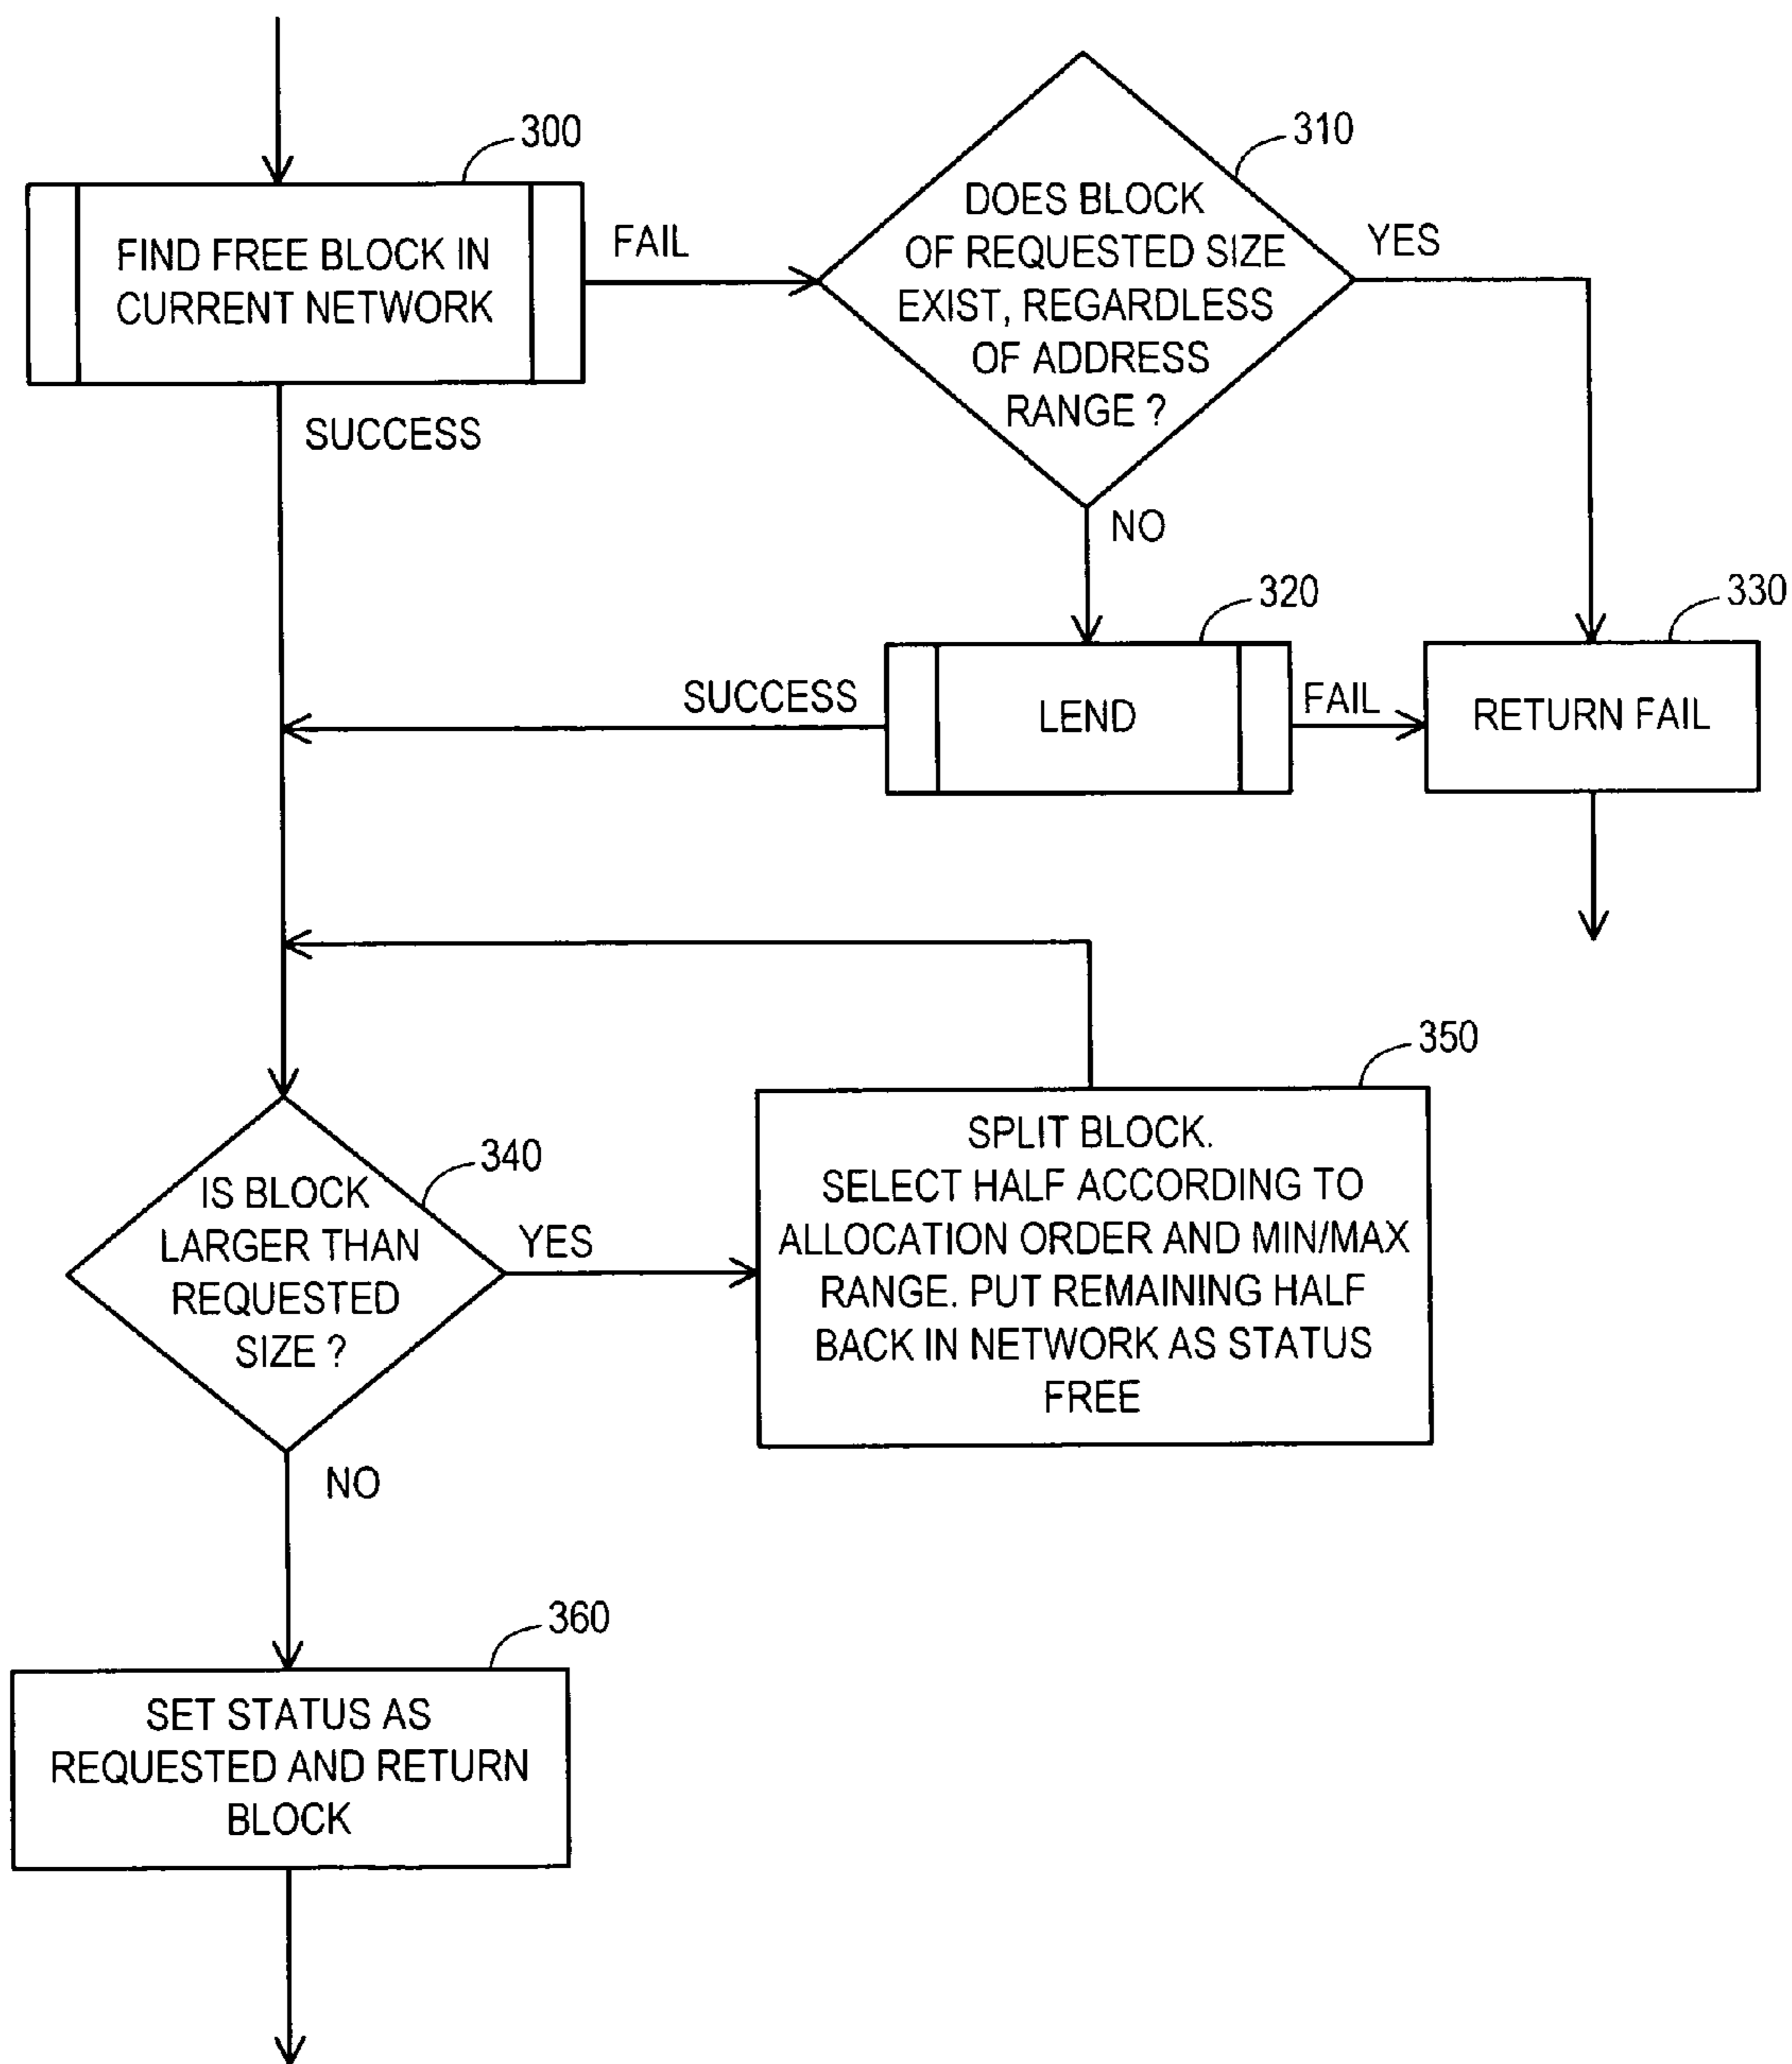 300
FIND FREE BLOCK IN
CURRENT NETWORK
FAIL
SUCCESS
310
DOES BLOCK
OF REQUESTED SIZE
EXIST, REGARDLESS
OF ADDRESS
RANGE ?
YES
NO
320
LEND
SUCCESS
FAIL
330
RETURN FAIL
340
IS BLOCK
LARGER THAN
REQUESTED
SIZE ?
YES
NO
350
SPLIT BLOCK.
SELECT HALF ACCORDING TO
ALLOCATION ORDER AND MIN/MAX
RANGE. PUT REMAINING HALF
BACK IN NETWORK AS STATUS
FREE
360
SET STATUS AS
REQUESTED AND RETURN
BLOCK